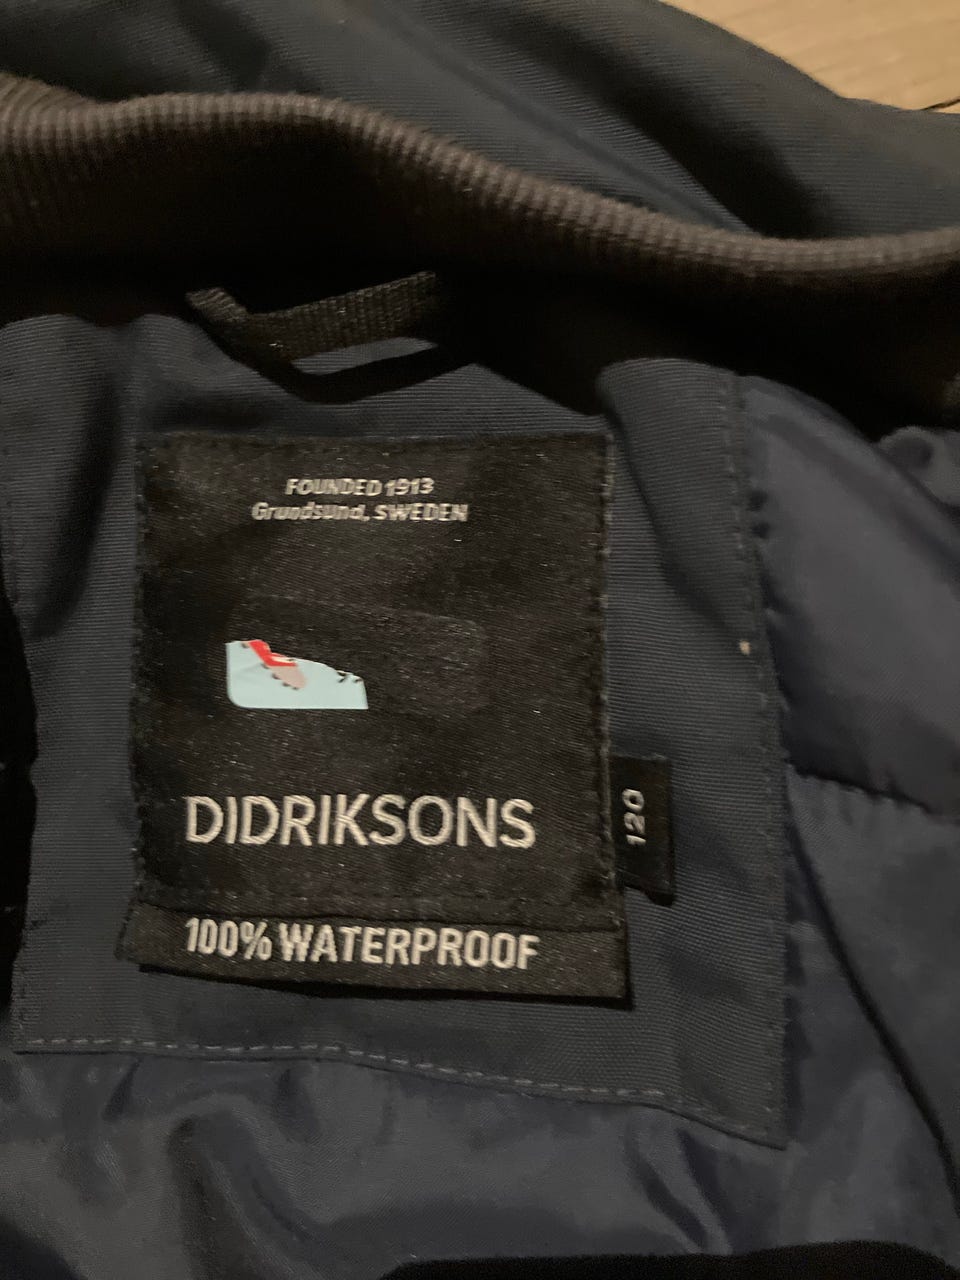 FOUNDED 1913
Grundsund, SWEDEN
DIDRIKSONS
120
100% WATERPROOF